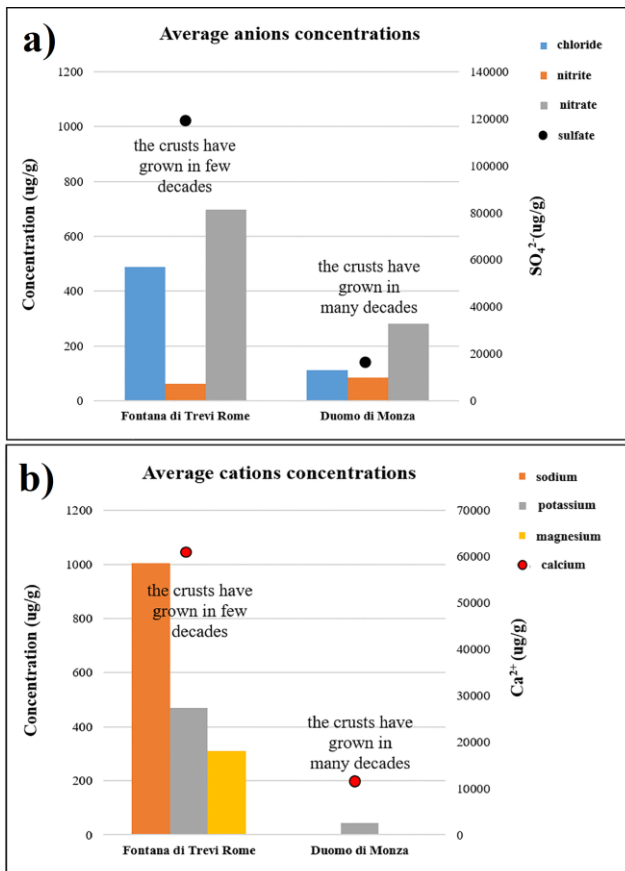 a)
Average anions concentrations
chloride
nitrite
nitrate
sulfate
1200
1000
800
600
400
200
0
Concentration (ug/g)
140000
120000
100000
80000
60000
40000
20000
0
SO₄²⁻(ug/g)
the crusts have
grown in few
decades
the crusts have
grown in
many decades
Fontana di Trevi Rome
Duomo di Monza
b)
Average cations concentrations
sodium
potassium
magnesium
calcium
1200
1000
800
600
400
200
0
Concentration (ug/g)
70000
60000
50000
40000
30000
20000
10000
0
Ca²⁺(ug/g)
the crusts have
grown in few
decades
the crusts have
grown in
many decades
Fontana di Trevi Rome
Duomo di Monza